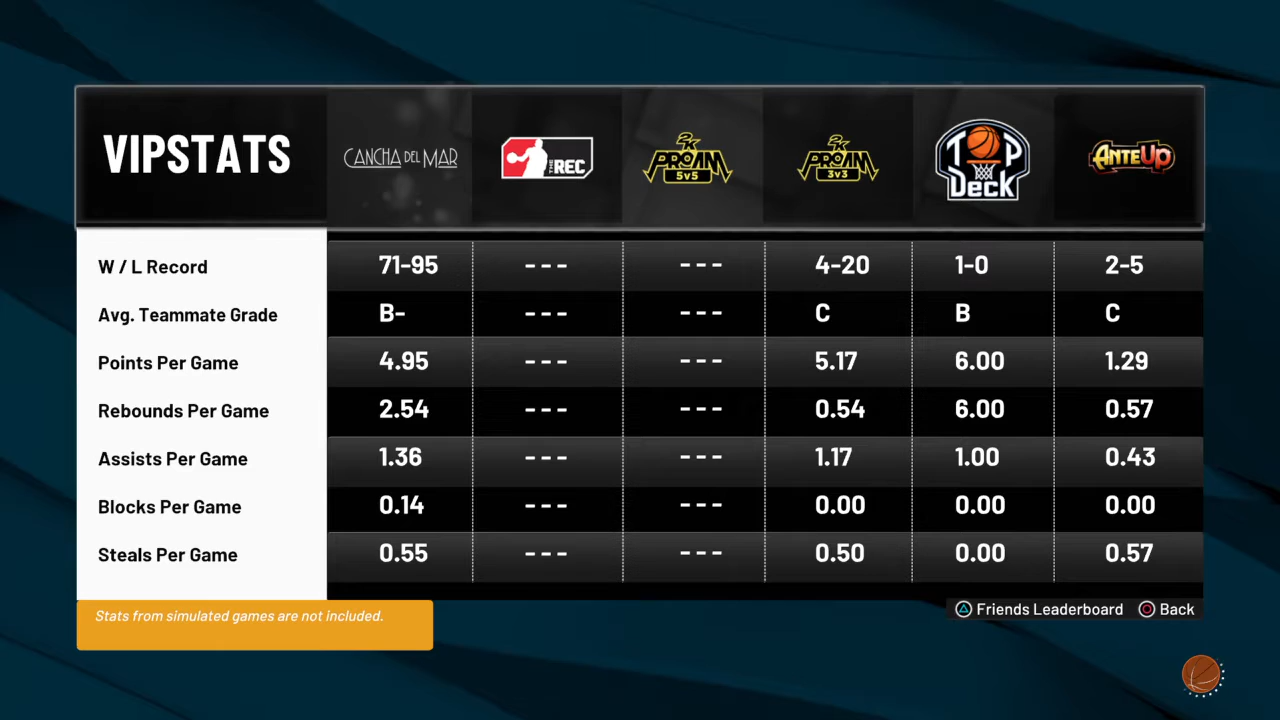 VIPSTATS CANCHA DEL MAR THE REC 2K PROAM 5v5 2K PROAM 3v3 TOP DECK ANTE UP
W / L Record 71-95 --- --- 4-20 1-0 2-5
Avg. Teammate Grade B- --- --- C B C
Points Per Game 4.95 --- --- 5.17 6.00 1.29
Rebounds Per Game 2.54 --- --- 0.54 6.00 0.57
Assists Per Game 1.36 --- --- 1.17 1.00 0.43
Blocks Per Game 0.14 --- --- 0.00 0.00 0.00
Steals Per Game 0.55 --- --- 0.50 0.00 0.57
Stats from simulated games are not included.
Friends Leaderboard Back